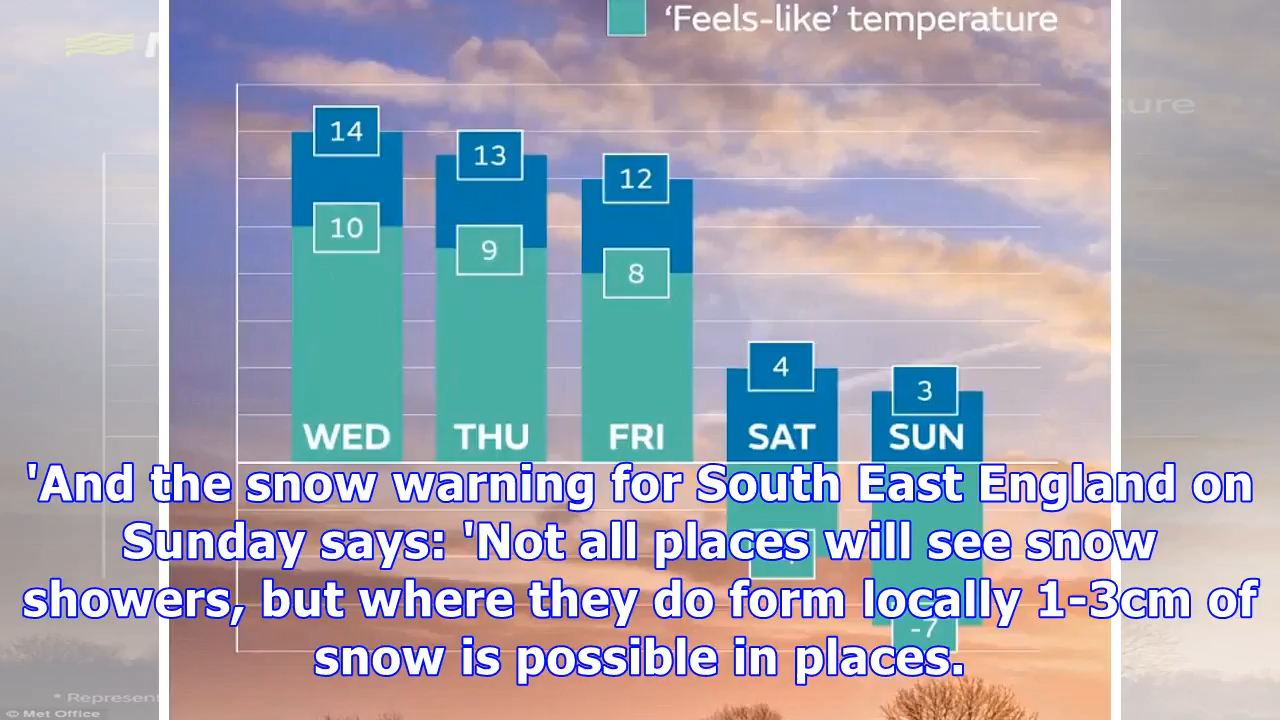 'Feels-like' temperature
14
13
12
10
9
8
4
3
WED THU FRI SAT SUN
'And the snow warning for South East England on
Sunday says: 'Not all places will see snow
showers, but where they do form locally 1-3cm of
-7
snow is possible in places.
* Represent
© Met Office